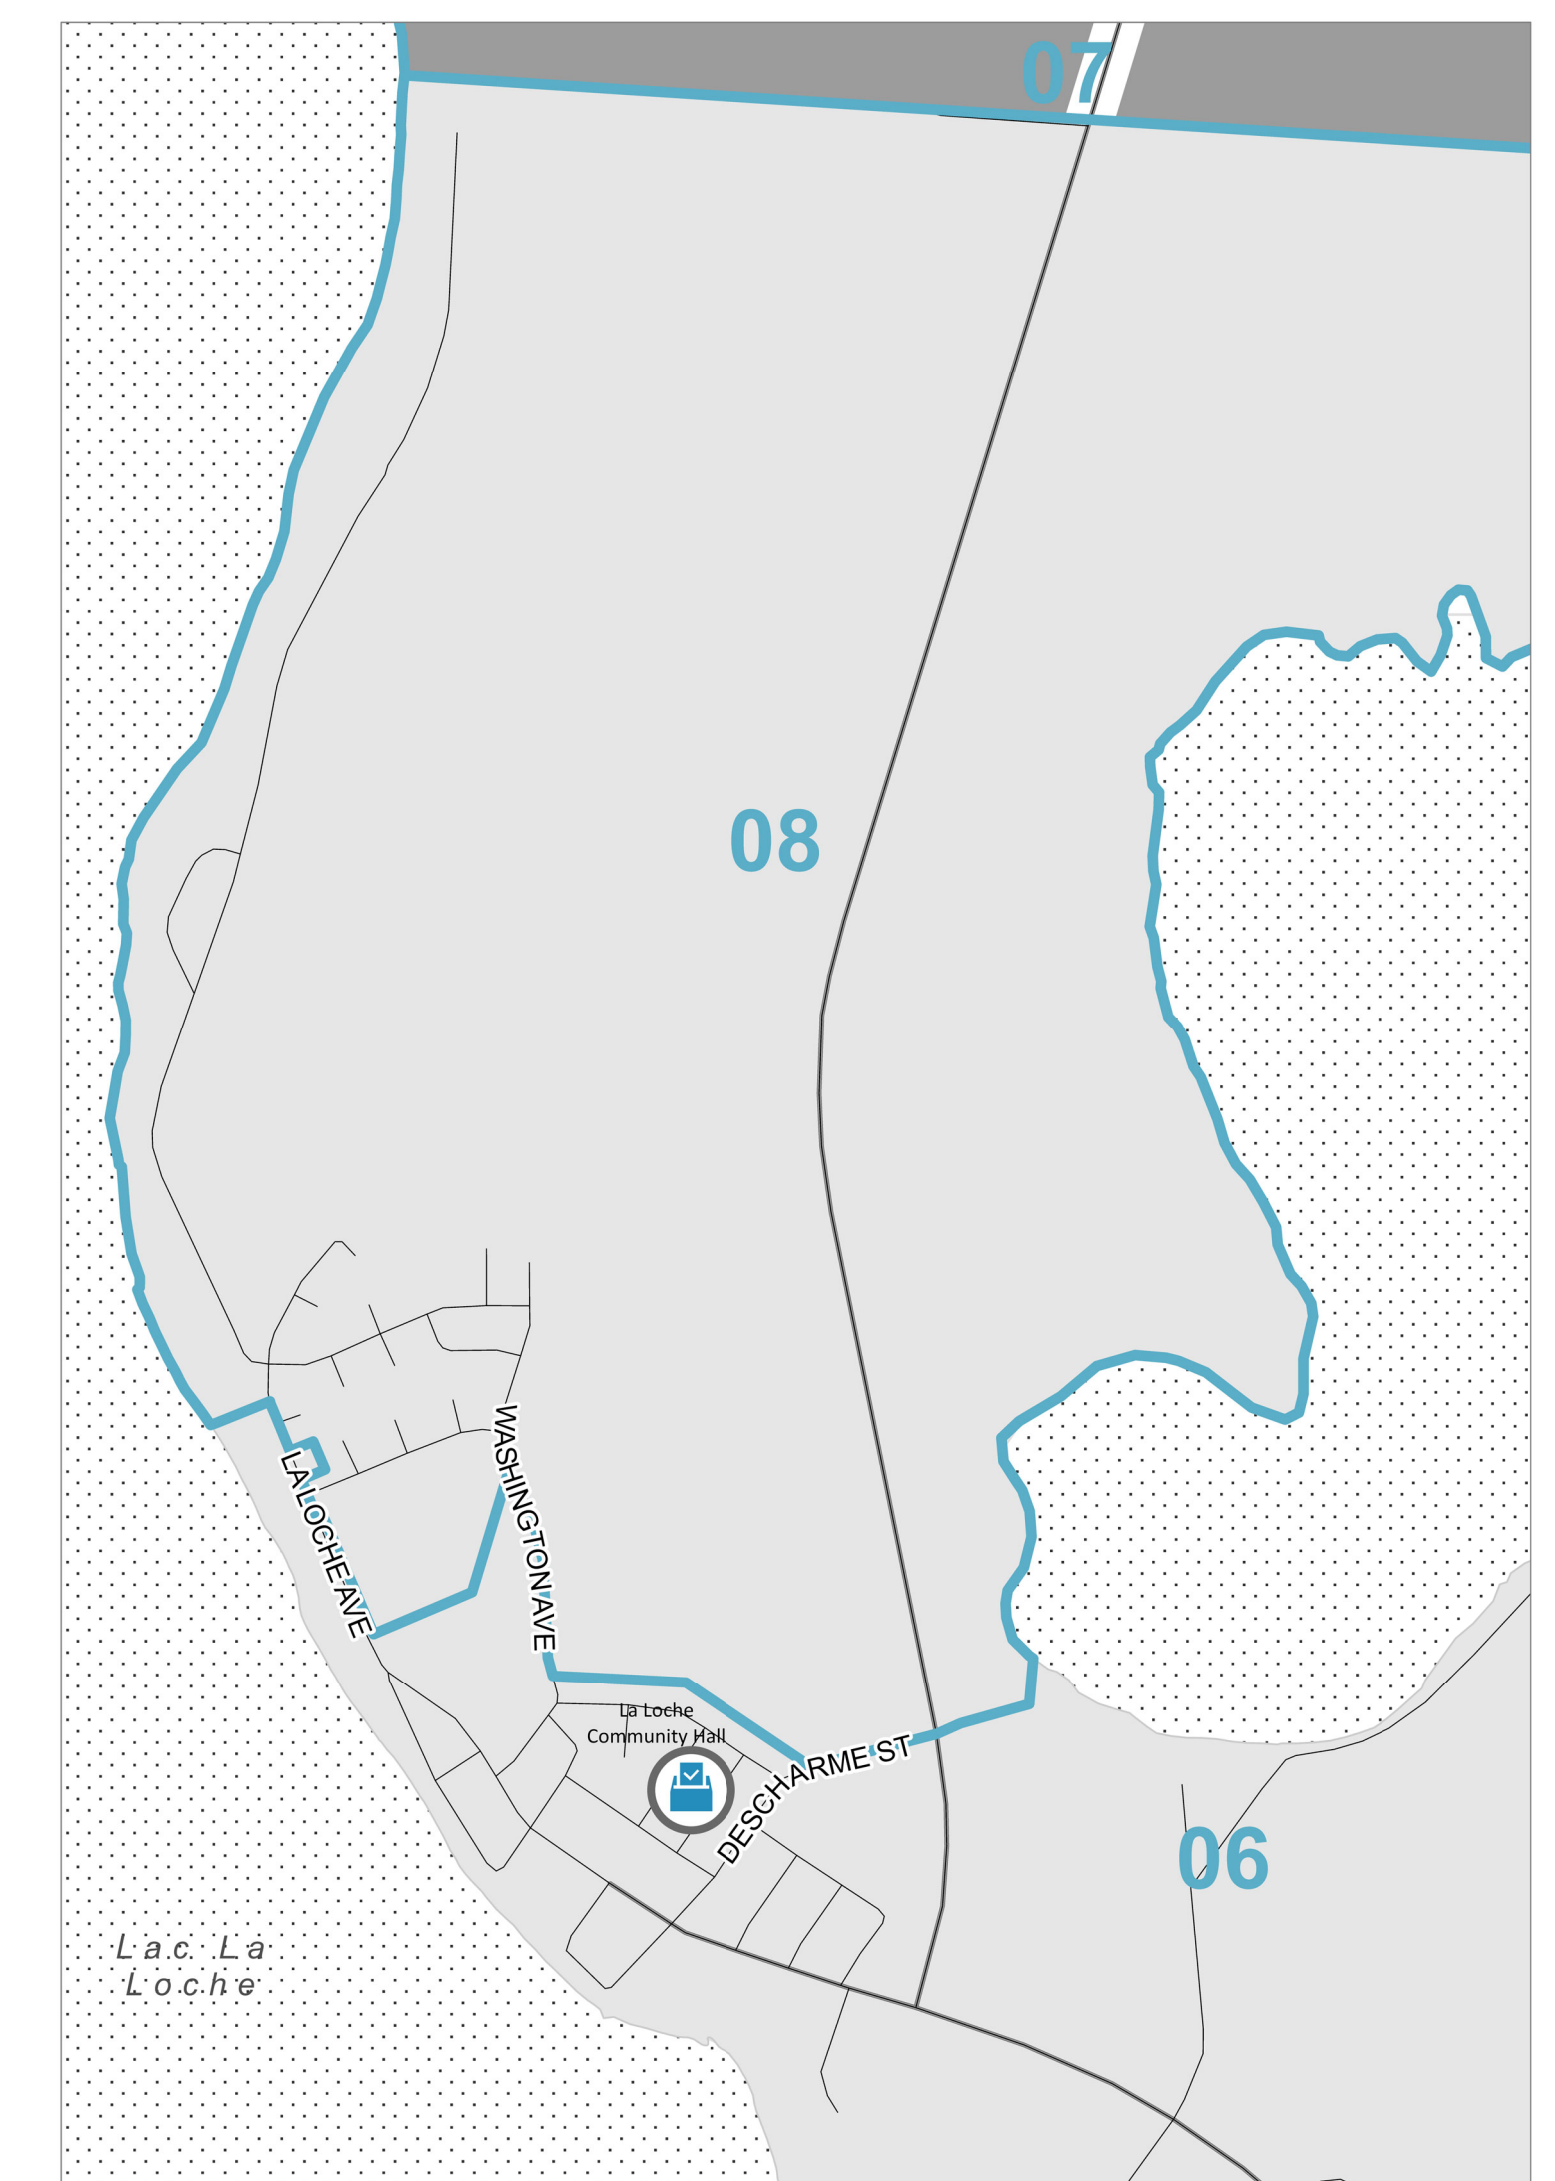 07
08
WASHINGTON AVE
LA LOCHE AVE
La Loche
Community Hall
DESCHARME ST
06
Lac La
Loche